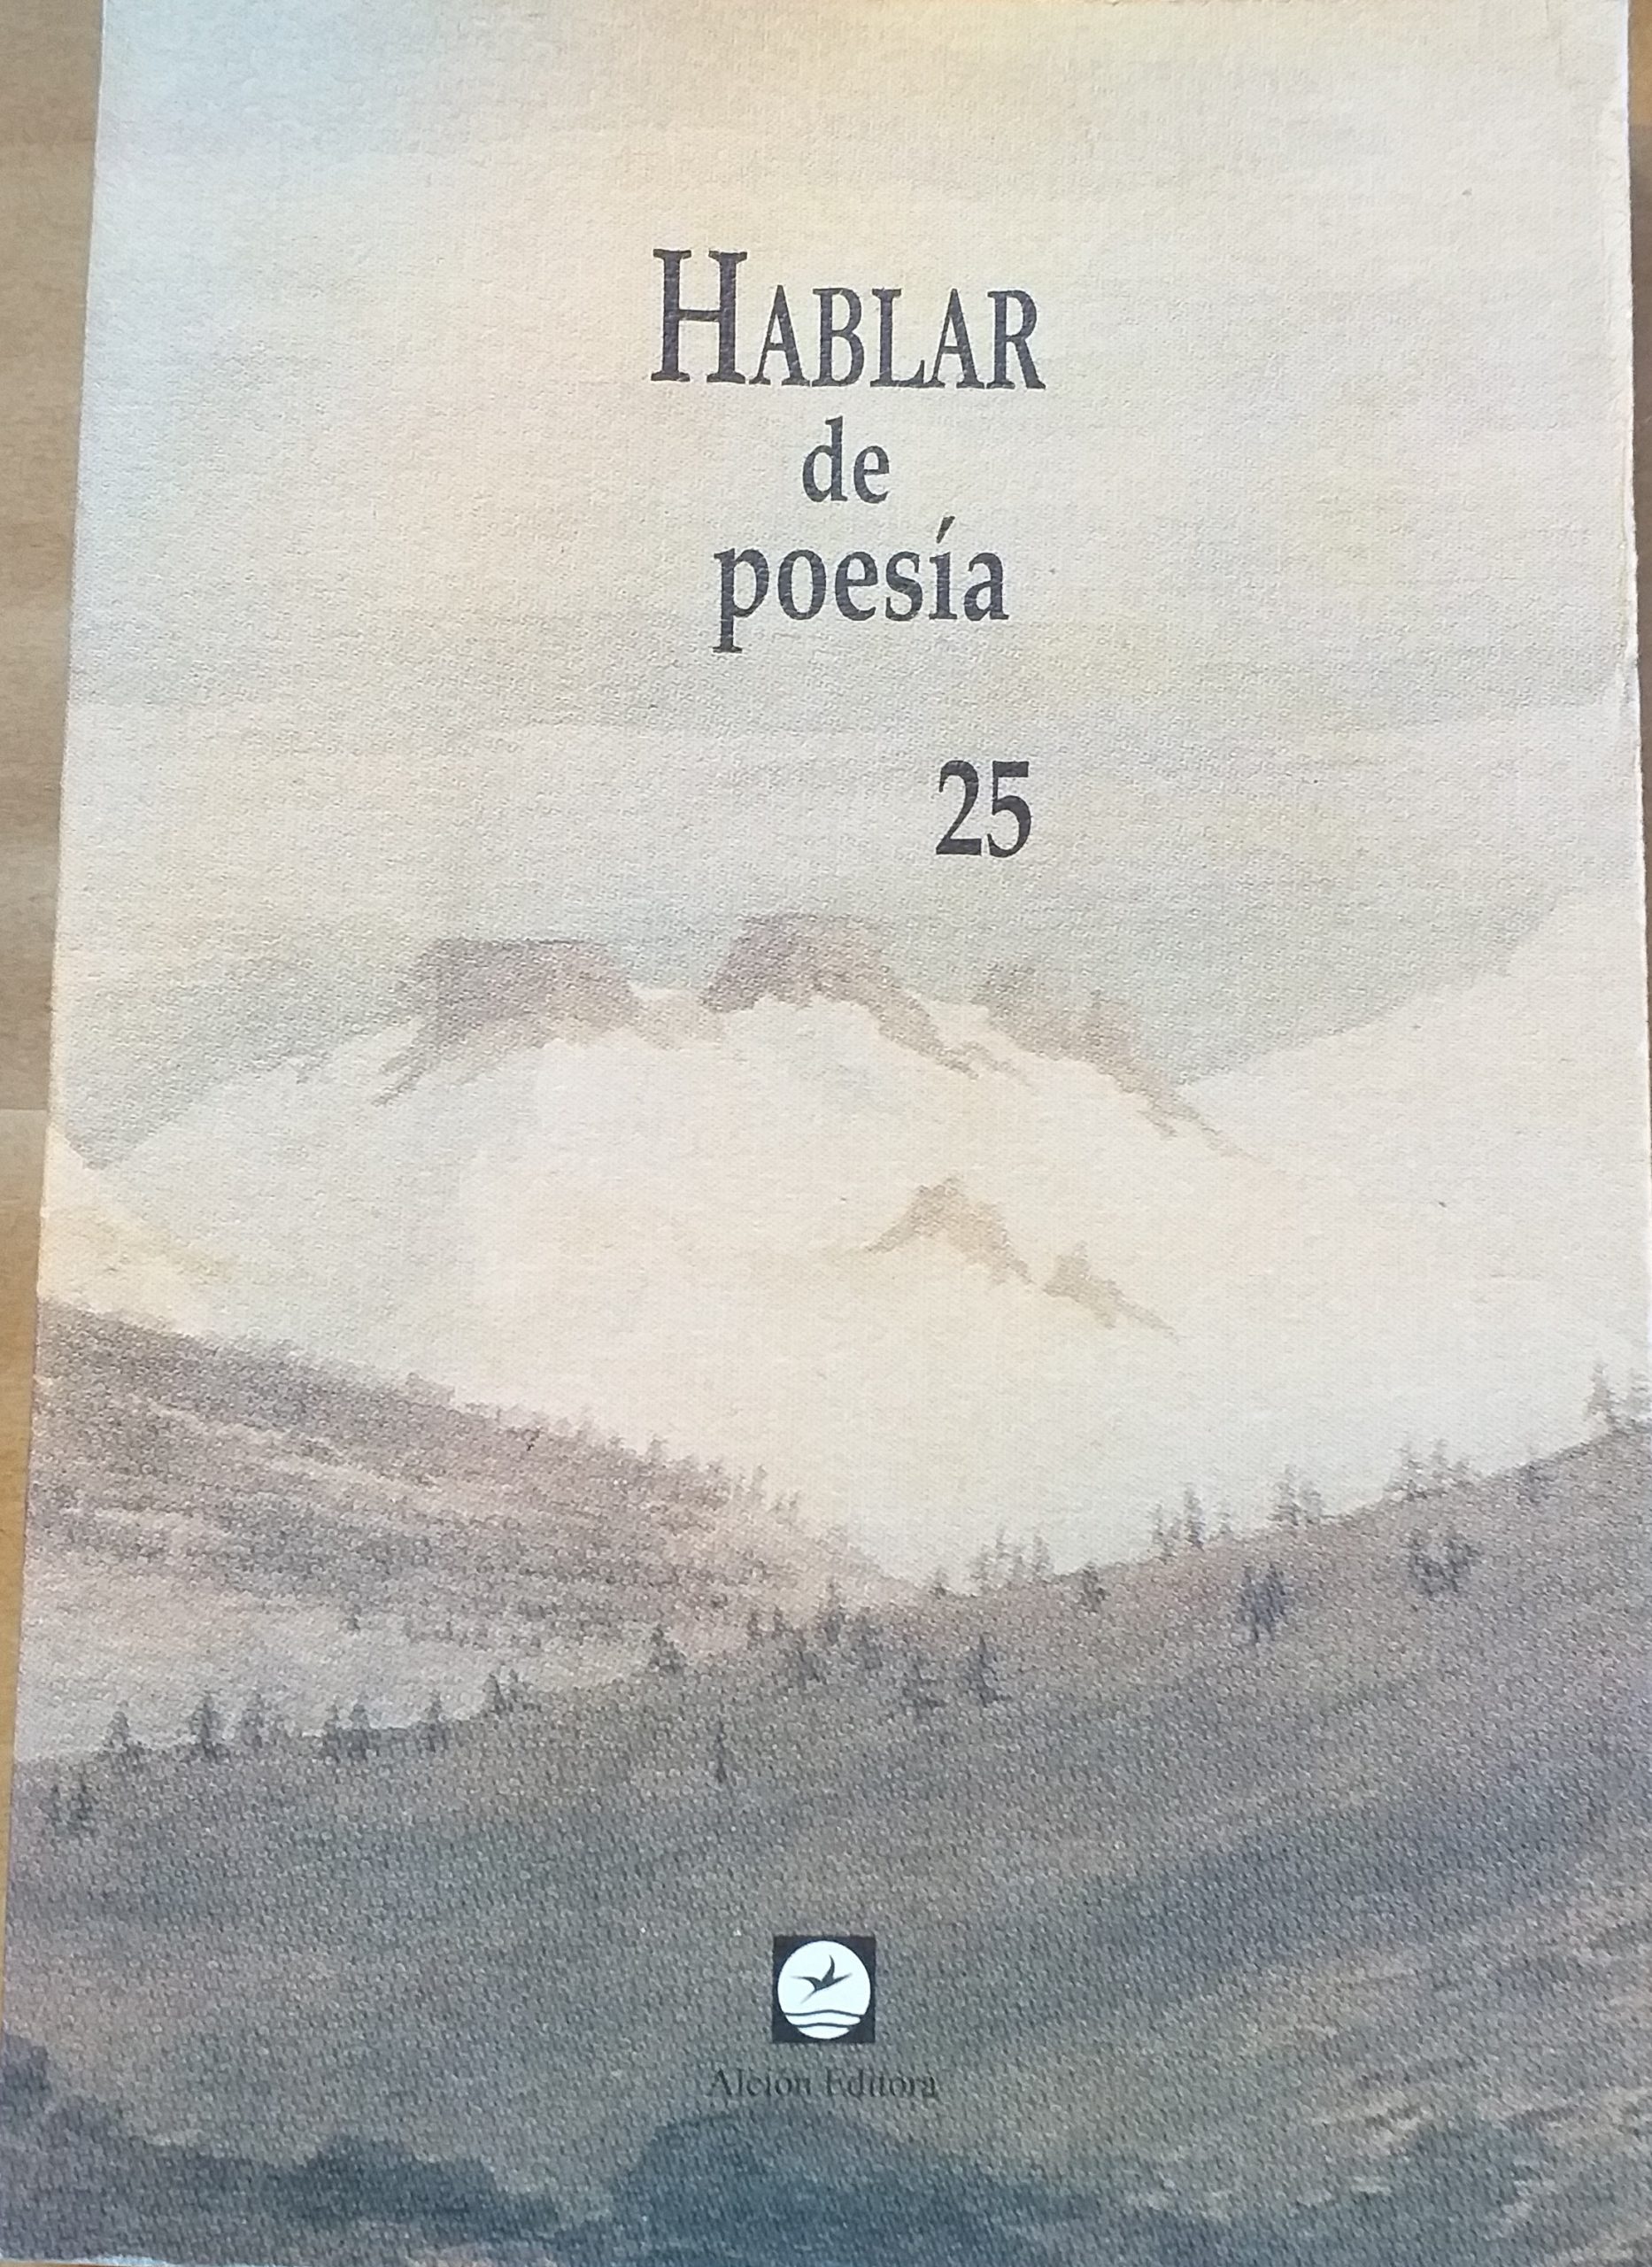 HABLAR
de
poesía
25
Alción Editora